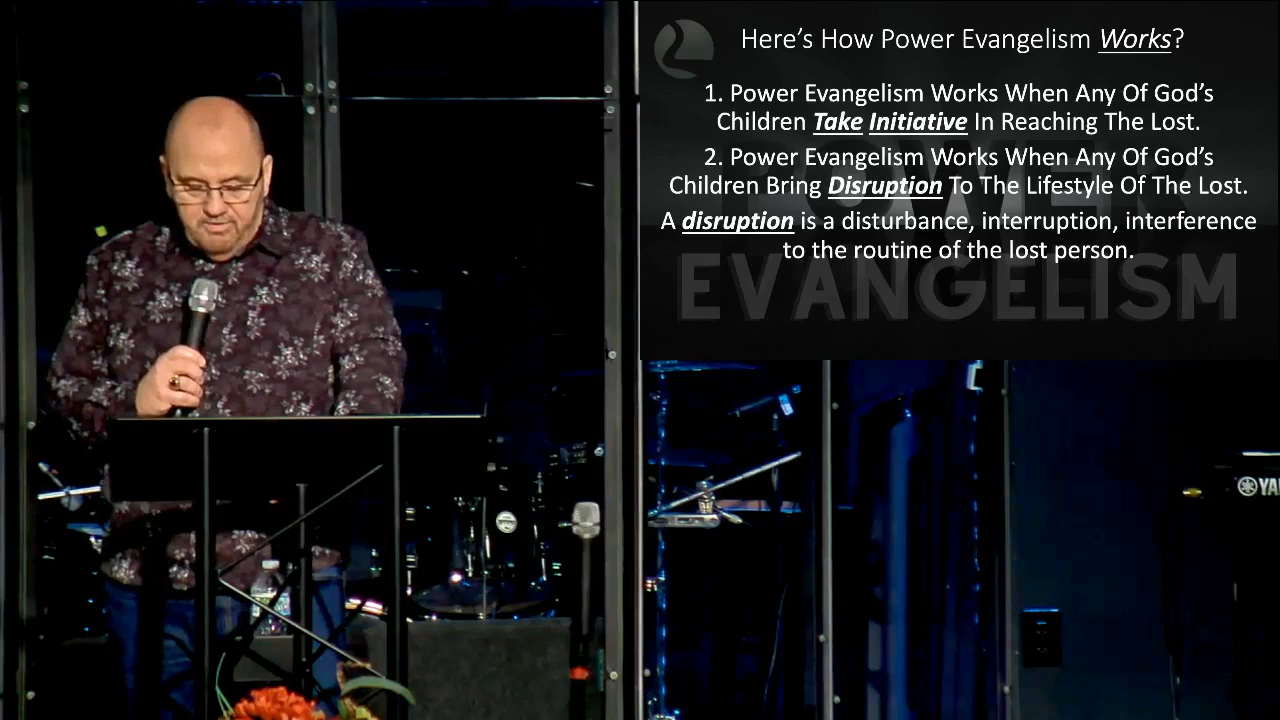 Here’s How Power Evangelism Works?
1. Power Evangelism Works When Any Of God’s
Children Take Initiative In Reaching The Lost.
2. Power Evangelism Works When Any Of God’s
Children Bring Disruption To The Lifestyle Of The Lost.
A disruption is a disturbance, interruption, interference
to the routine of the lost person.
POWER
EVANGELISM
YA